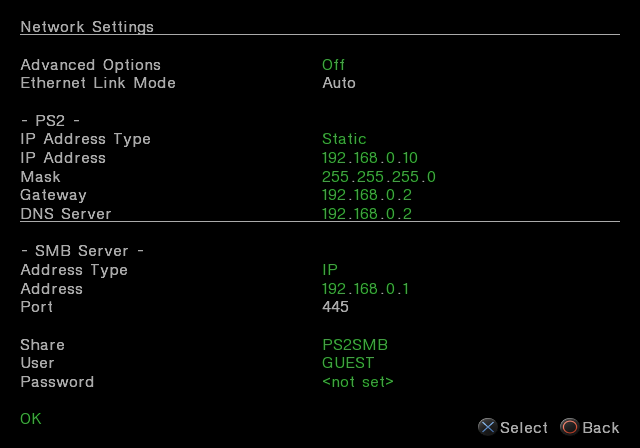 Network Settings
Advanced Options Off
Ethernet Link Mode Auto
- PS2 -
IP Address Type Static
IP Address 192.168.0.10
Mask 255.255.255.0
Gateway 192.168.0.2
DNS Server 192.168.0.2
- SMB Server -
Address Type IP
Address 192.168.0.1
Port 445
Share PS2SMB
User GUEST
Password <not set>
OK
Select Back